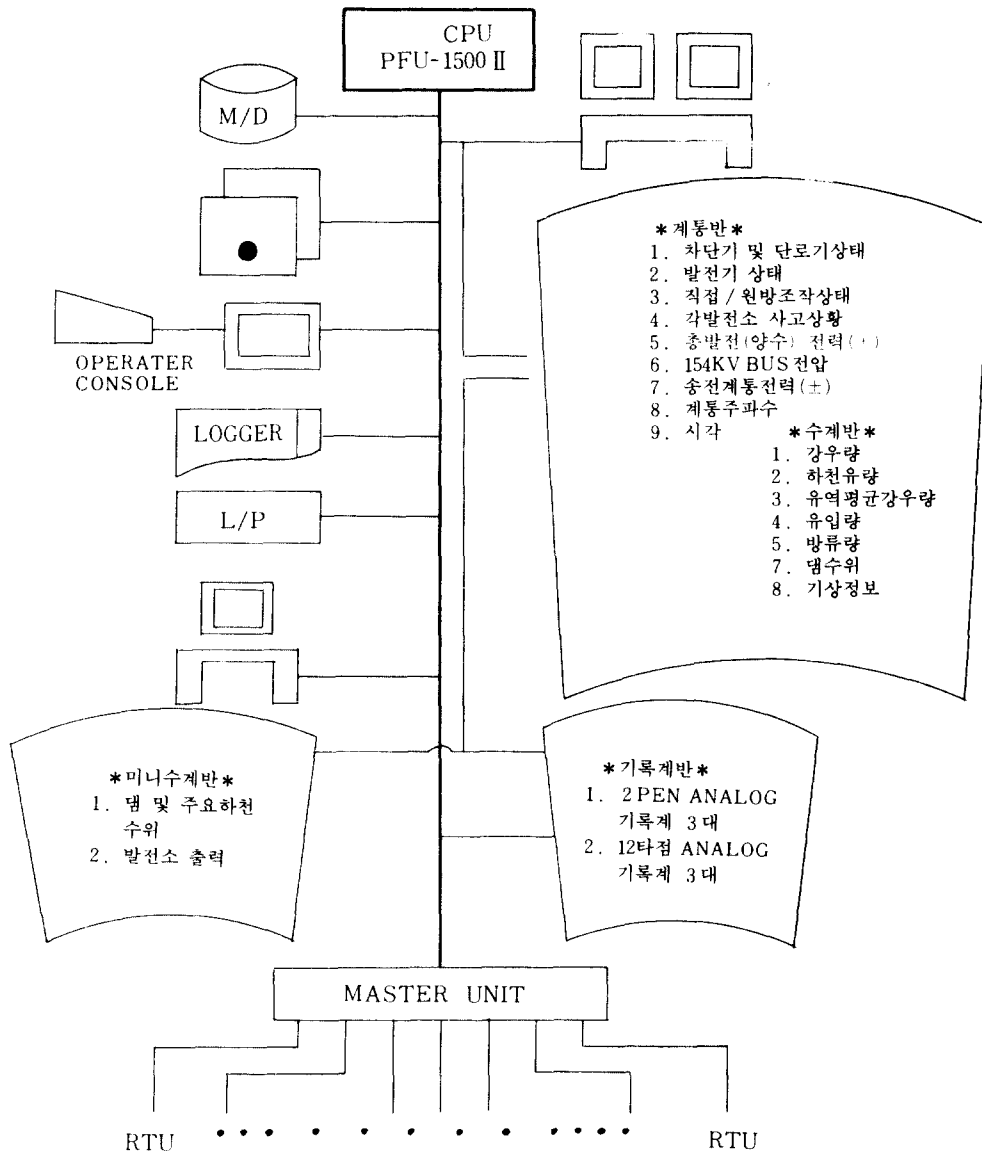 CPU
PFU-1500 Ⅱ
M/D
OPERATER
CONSOLE
LOGGER
L/P
*계통반*
1. 차단기 및 단로기상태
2. 발전기 상태
3. 직접/원방조작상태
4. 각발전소 사고상황
5. 총발전(양수) 전력
6. 154KV BUS전압
7. 송전계통전력(±)
8. 계통주파수
9. 시각
*수계반*
1. 강우량
2. 하천유량
3. 유역평균강우량
4. 유입량
5. 방류량
7. 댐수위
8. 기상정보
*미니수계반*
1. 댐 및 주요하천
수위
2. 발전소 출력
*기록계반*
1. 2PEN ANALOG
기록계 3대
2. 12타점 ANALOG
기록계 3대
MASTER UNIT
RTU
RTU